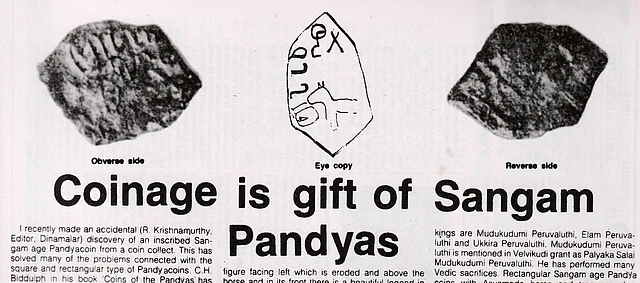 Obverse side
Eye copy
Reverse side
Coinage is gift of Sangam
Pandyas
I recently made an accidental (R. Krishnamurthy,
Editor, Dinamalar) discovery of an inscribed San-
gam age Pandyacoin from a coin collect. This has
solved many of the problems connected with the
square and rectangular type of Pandyacoins. C.H.
Biddulph in his book 'Coins of the Pandyas' has
figure facing left which is eroded and above the
horse and in its front there is a beautiful legend in
kings are Mudukudumi Peruvaluthi, Elam Peruva-
luthi and Ukkira Peruvaluthi. Mudukudumi Peruva-
luthi is mentioned in Velvikudi grant as Palyaka Salai
Mudukudumi Peruvaluthi. He has performed many
Vedic sacrifices. Rectangular Sangam age Pandya
coins with